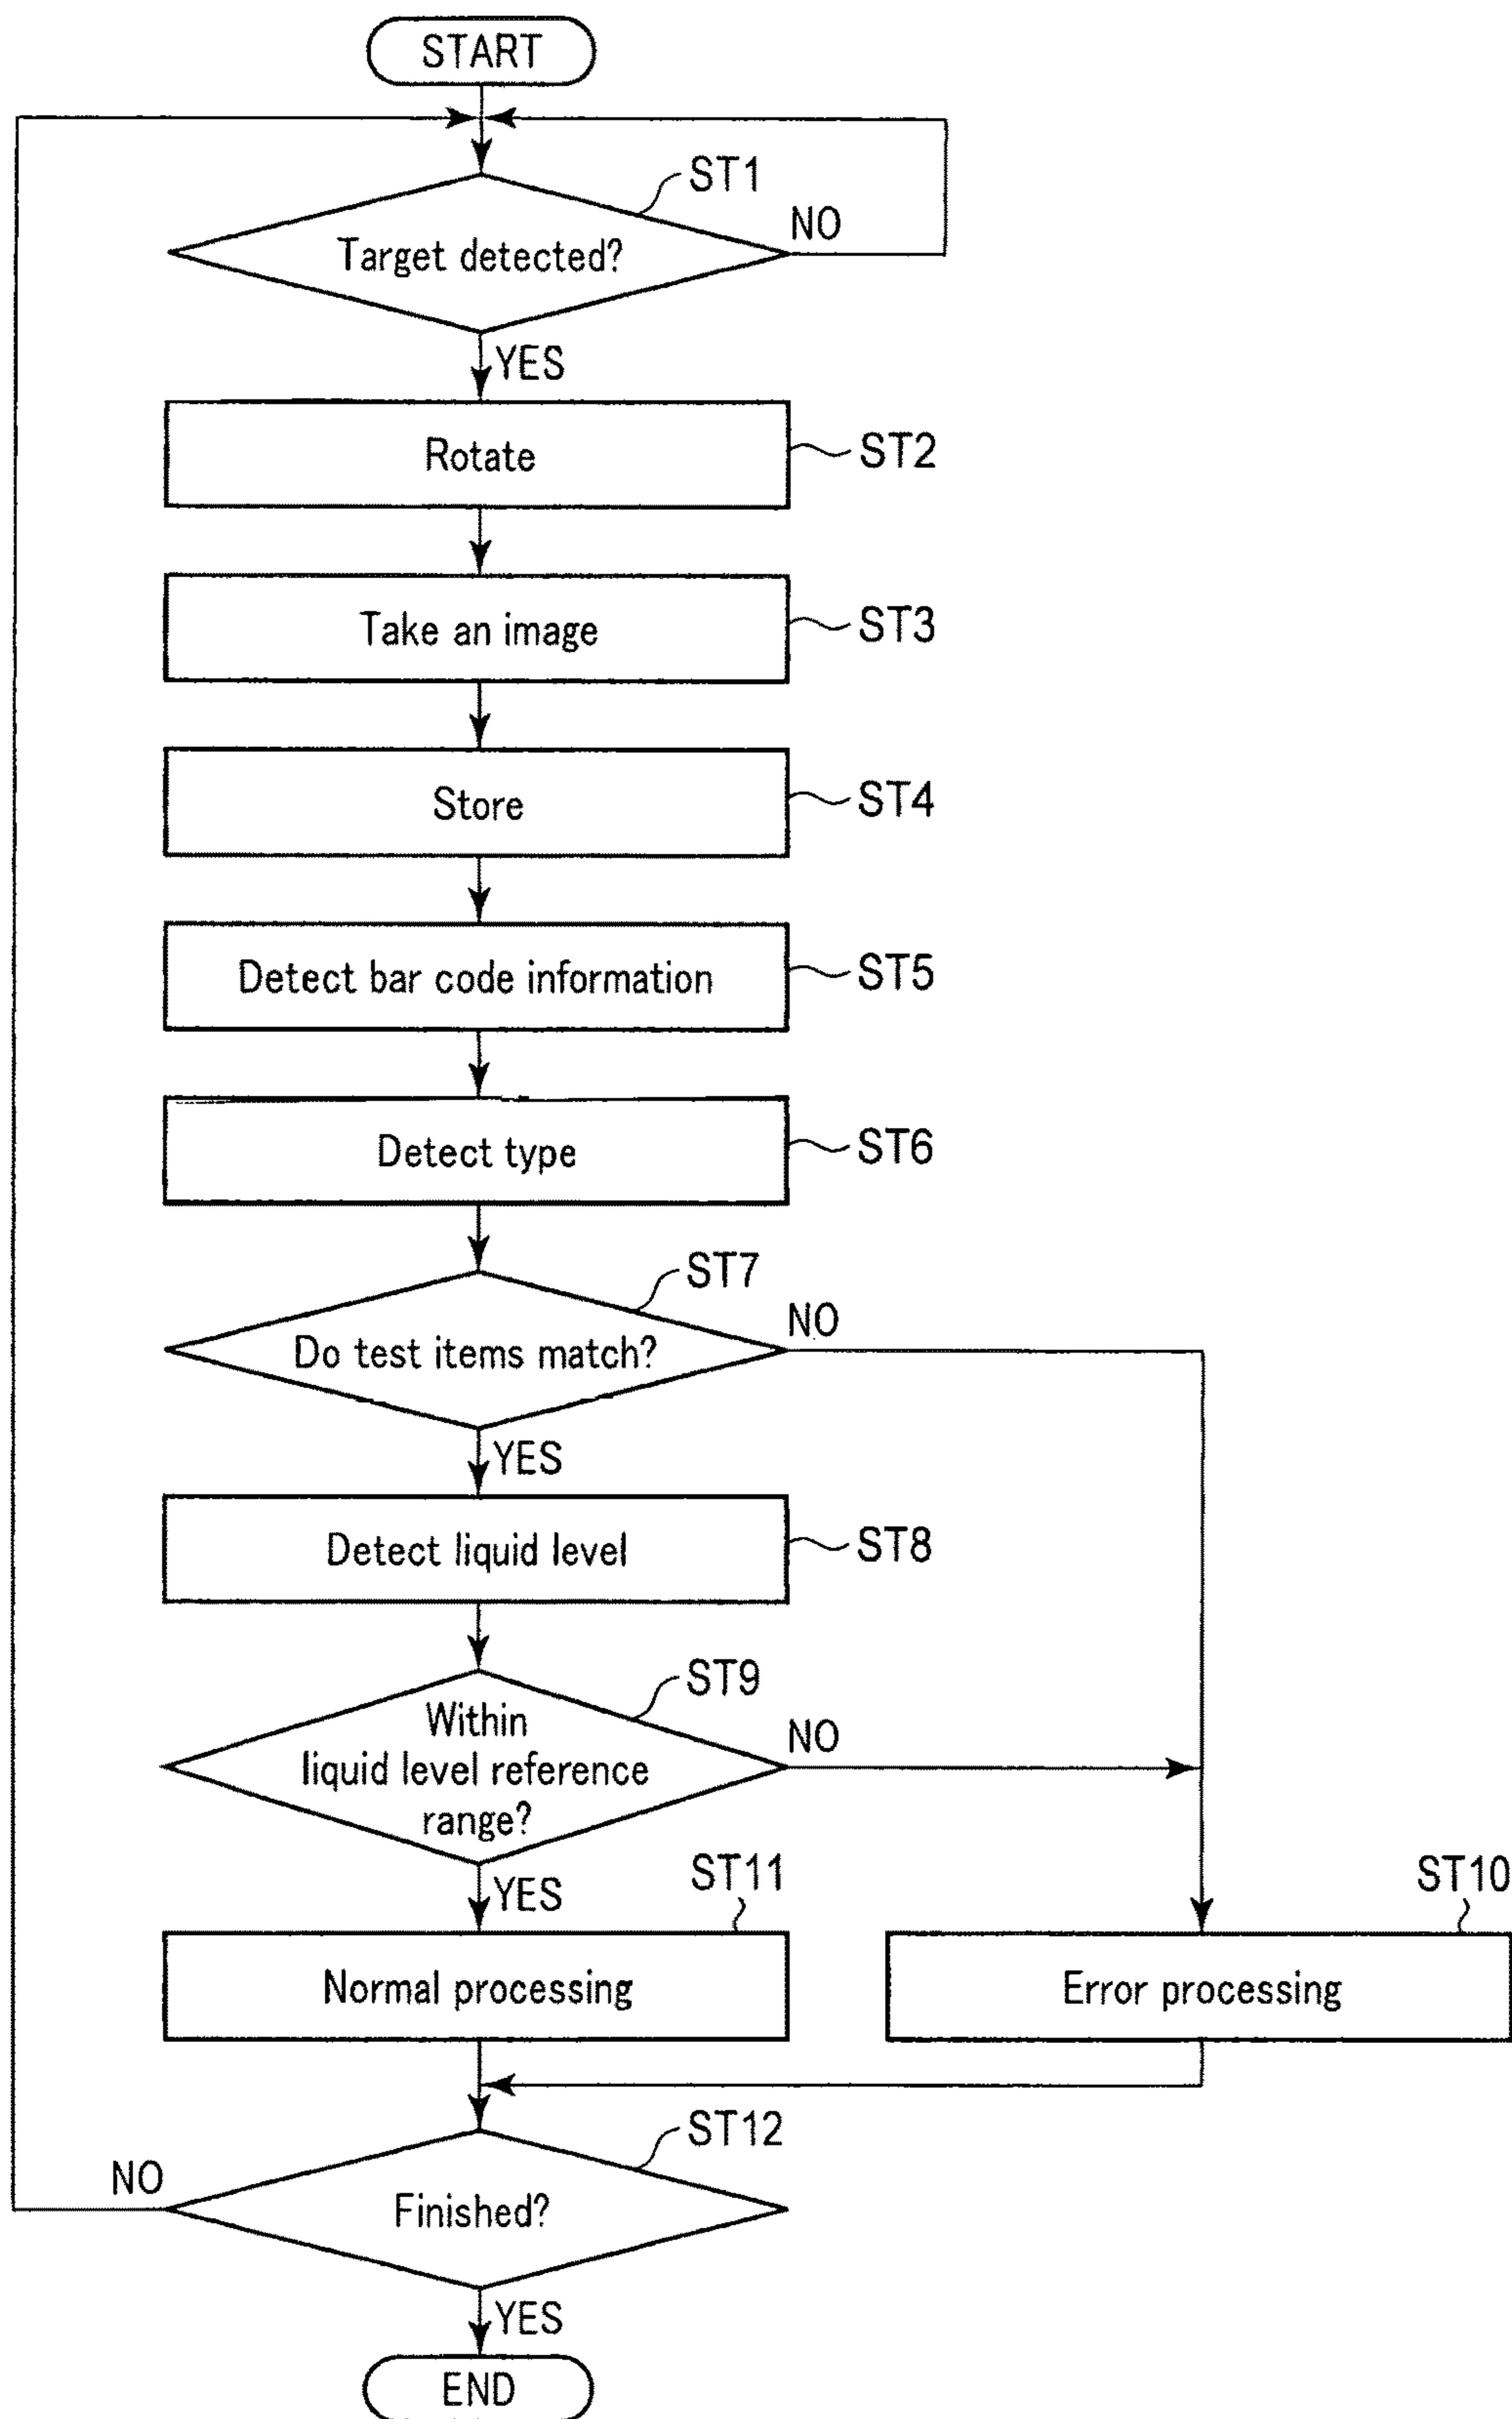 START
ST1
NO
Target detected?
YES
Rotate
ST2
Take an image
ST3
Store
ST4
Detect bar code information
ST5
Detect type
ST6
ST7
NO
Do test items match?
YES
Detect liquid level
ST8
ST9
Within
liquid level reference
range?
NO
YES
ST11
ST10
Normal processing
Error processing
ST12
NO
Finished?
YES
END